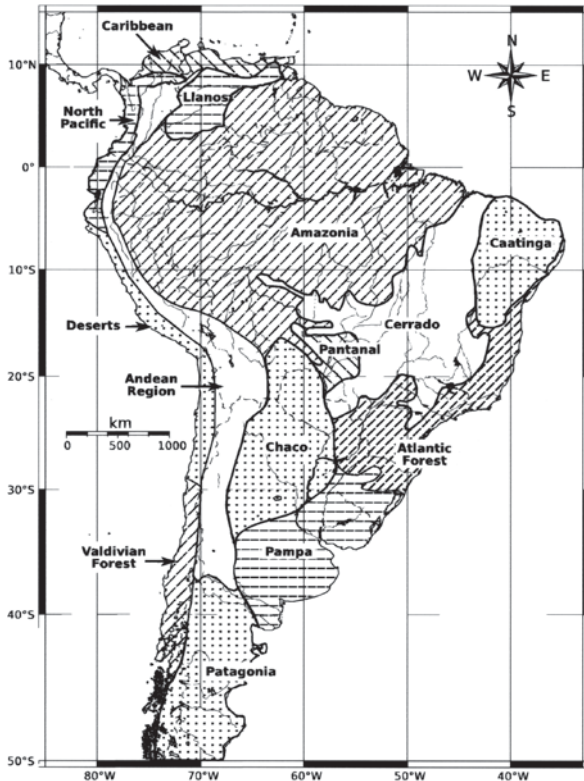 Caribbean
N
W E
S
10°N
Llanos
North
Pacific
0°
Amazonia
Caatinga
10°S
Deserts
Cerrado
Pantanal
Andean
Region
20°S
km
0 500 1000
Chaco
Atlantic
Forest
30°S
Valdivian
Forest
Pampa
40°S
Patagonia
50°S
80°W 70°W 60°W 50°W 40°W